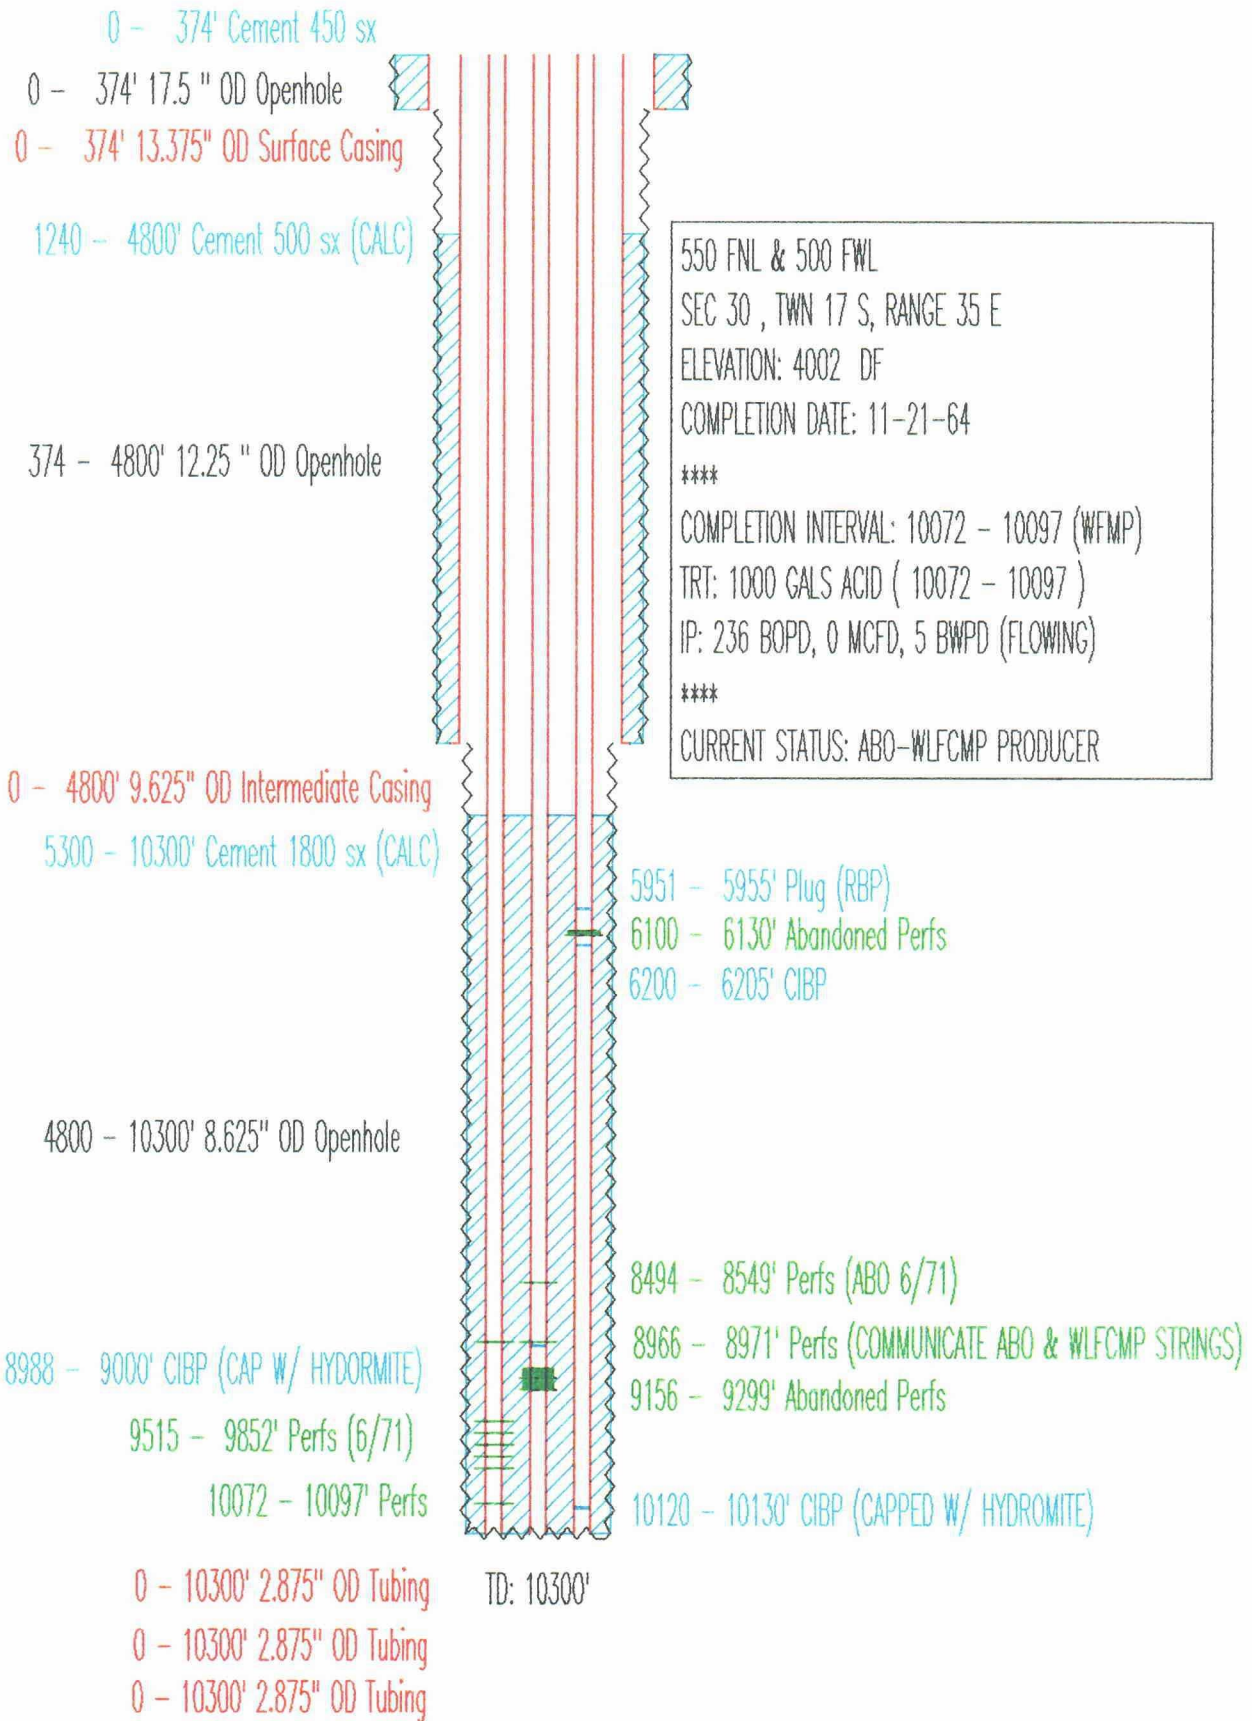 0 - 374' Cement 450 sx
0 - 374' 17.5 " OD Openhole
0 - 374' 13.375" OD Surface Casing
1240 - 4800' Cement 500 sx (CALC)
374 - 4800' 12.25 " OD Openhole
550 FNL & 500 FWL
SEC 30 , TWN 17 S, RANGE 35 E
ELEVATION: 4002 DF
COMPLETION DATE: 11-21-64
****
COMPLETION INTERVAL: 10072 - 10097 (WFMP)
TRT: 1000 GALS ACID ( 10072 - 10097 )
IP: 236 BOPD, 0 MCFD, 5 BWPD (FLOWING)
****
CURRENT STATUS: ABO-WLFCMP PRODUCER
0 - 4800' 9.625" OD Intermediate Casing
5300 - 10300' Cement 1800 sx (CALC)
5951 - 5955' Plug (RBP)
6100 - 6130' Abandoned Perfs
6200 - 6205' CIBP
4800 - 10300' 8.625" OD Openhole
8494 - 8549' Perfs (ABO 6/71)
8966 - 8971' Perfs (COMMUNICATE ABO & WLFCMP STRINGS)
8988 - 9000' CIBP (CAP W/ HYDORMITE)
9156 - 9299' Abandoned Perfs
9515 - 9852' Perfs (6/71)
10072 - 10097' Perfs
10120 - 10130' CIBP (CAPPED W/ HYDROMITE)
0 - 10300' 2.875" OD Tubing
TD: 10300'
0 - 10300' 2.875" OD Tubing
0 - 10300' 2.875" OD Tubing